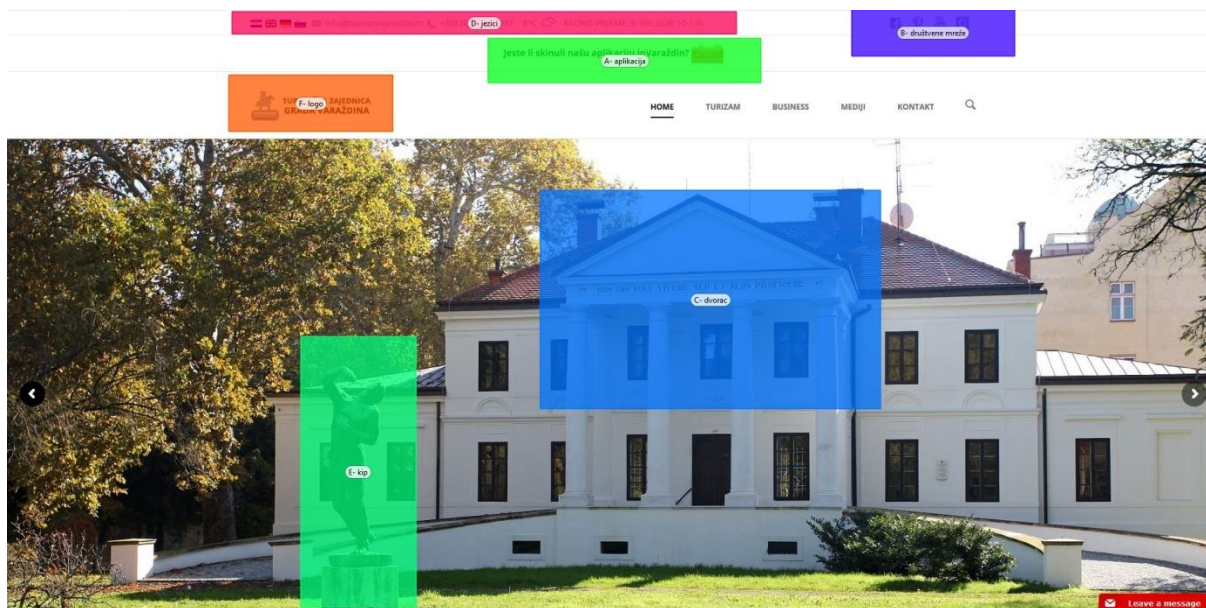 D- jezici
B- društvene mreže
Jeste li skinuli našu aplikaciju inVaraždin?
A- aplikacija
TURISTIČKA ZAJEDNICA
GRADA VARAŽDINA
F- logo
HOME TURIZAM BUSINESS MEDIJI KONTAKT
C- dvorac
E- kip
Leave a message